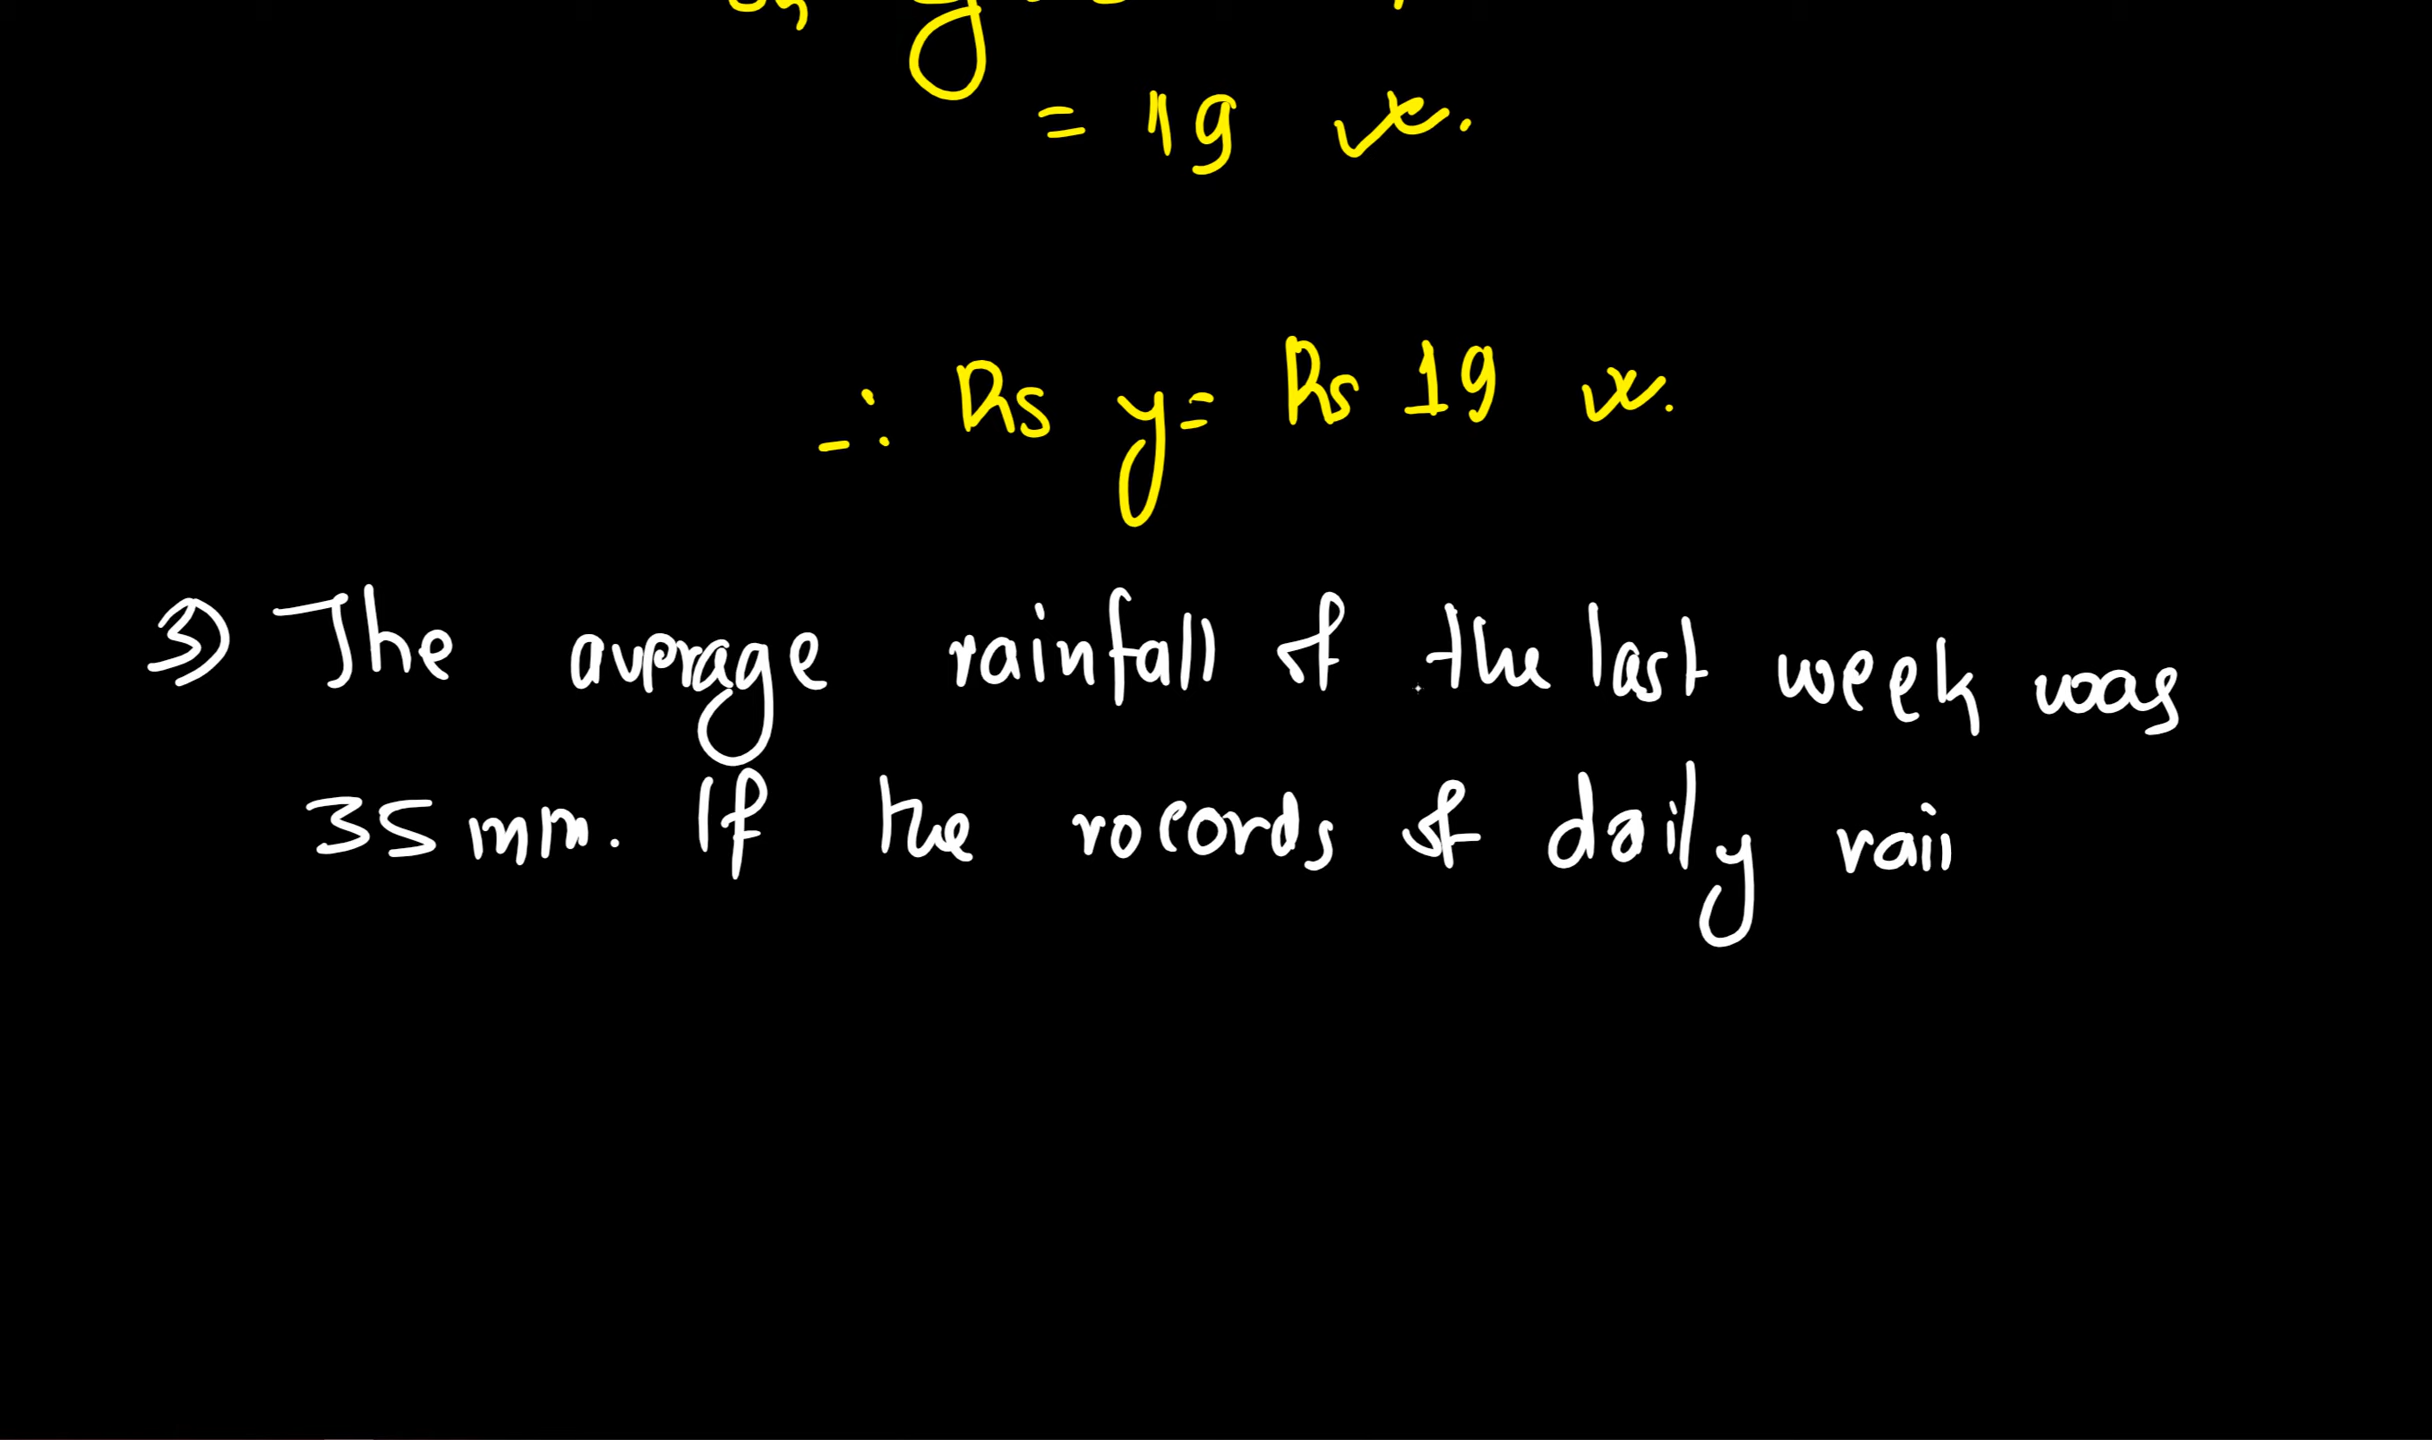 = 19
∴ Rs y = Rs 19
3) The average rainfall of the last week was
35 mm. If the records of daily raii